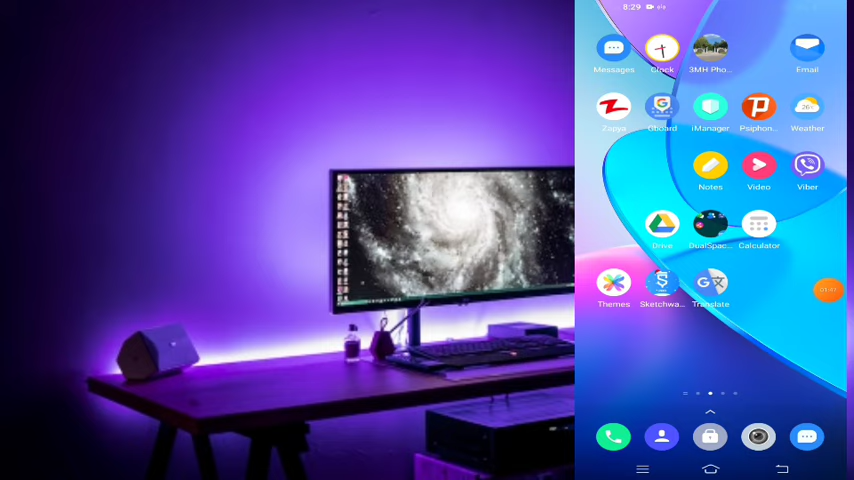 8:29
Messages Clock 3MH Pho... Email
26°
Zapya Gboard iManager Psiphon... Weather
Notes Video Viber
Drive DualSpac... Calculator
Themes Sketchwa... Translate